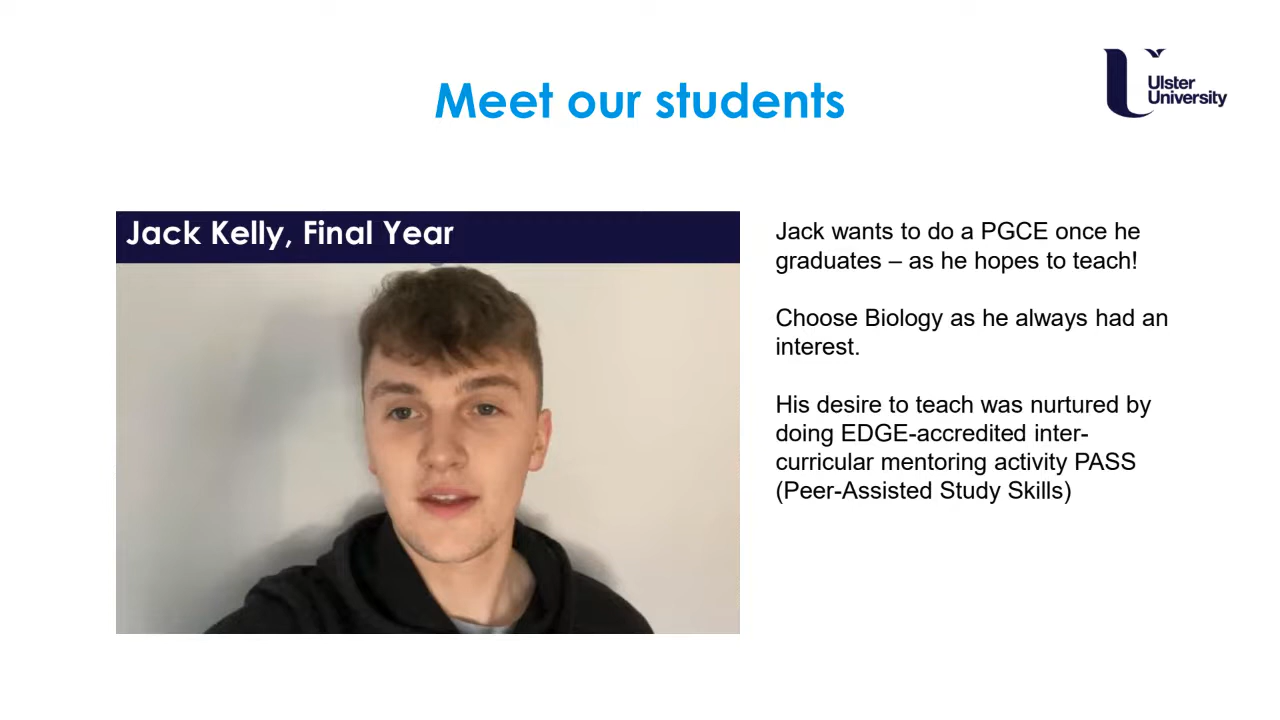 Meet our students
Ulster
University
Jack Kelly, Final Year
Jack wants to do a PGCE once he
graduates – as he hopes to teach!
Choose Biology as he always had an
interest.
His desire to teach was nurtured by
doing EDGE-accredited inter-
curricular mentoring activity PASS
(Peer-Assisted Study Skills)